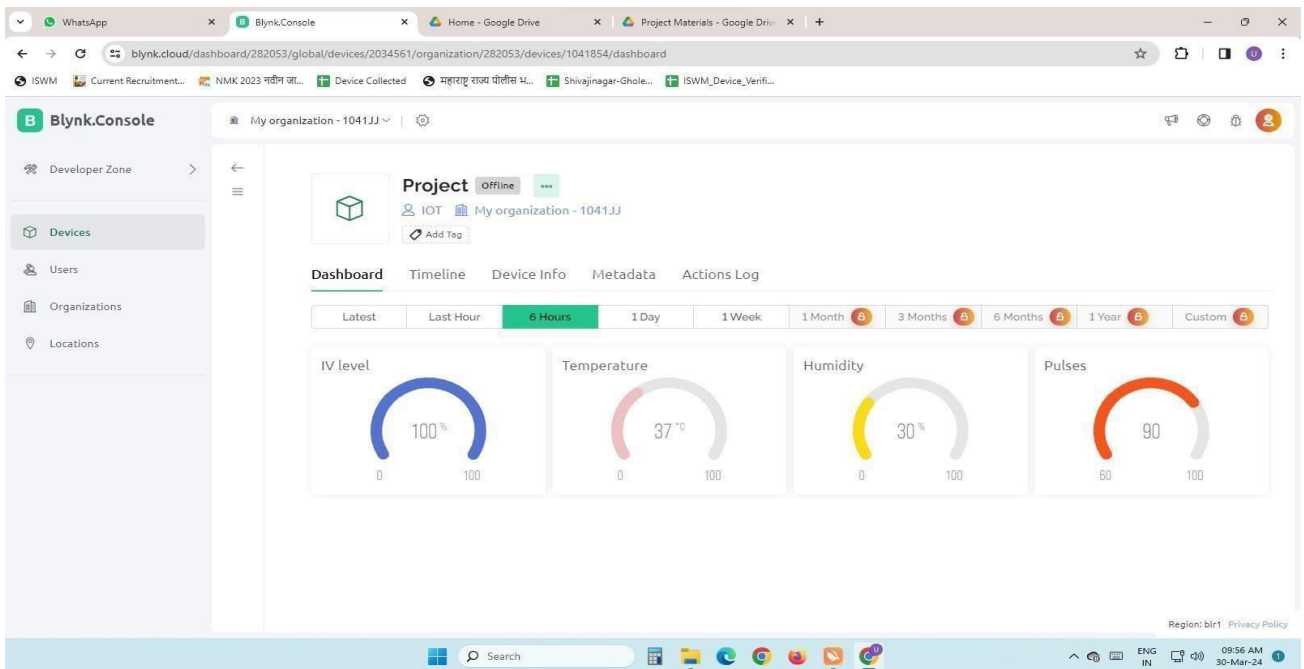 WhatsApp
Blynk.Console
Home - Google Drive
Project Materials - Google Driv
blynk.cloud/dashboard/282053/global/devices/2034561/organization/282053/devices/1041854/dashboard
U
ISWM
Current Recruitment...
NMK 2023 नवीन जा...
Device Collected
महाराष्ट्र राज्य पोलीस भ...
Shivajinagar-Ghole...
ISWM_Device_Verifi...
B Blynk.Console
My organization - 1041JJ
Developer Zone
Devices
Users
Organizations
Locations
Project Offline
IOT My organization - 1041JJ
Add Tag
Dashboard Timeline Device Info Metadata Actions Log
Latest Last Hour 6 Hours 1 Day 1 Week 1 Month 3 Months 6 Months 1 Year Custom
IV level
100 %
0 100
Temperature
37 °C
0 100
Humidity
30 %
0 100
Pulses
90
60 100
Region: blr1 Privacy Policy
Search
ENG
IN
09:56 AM
30-Mar-24
1